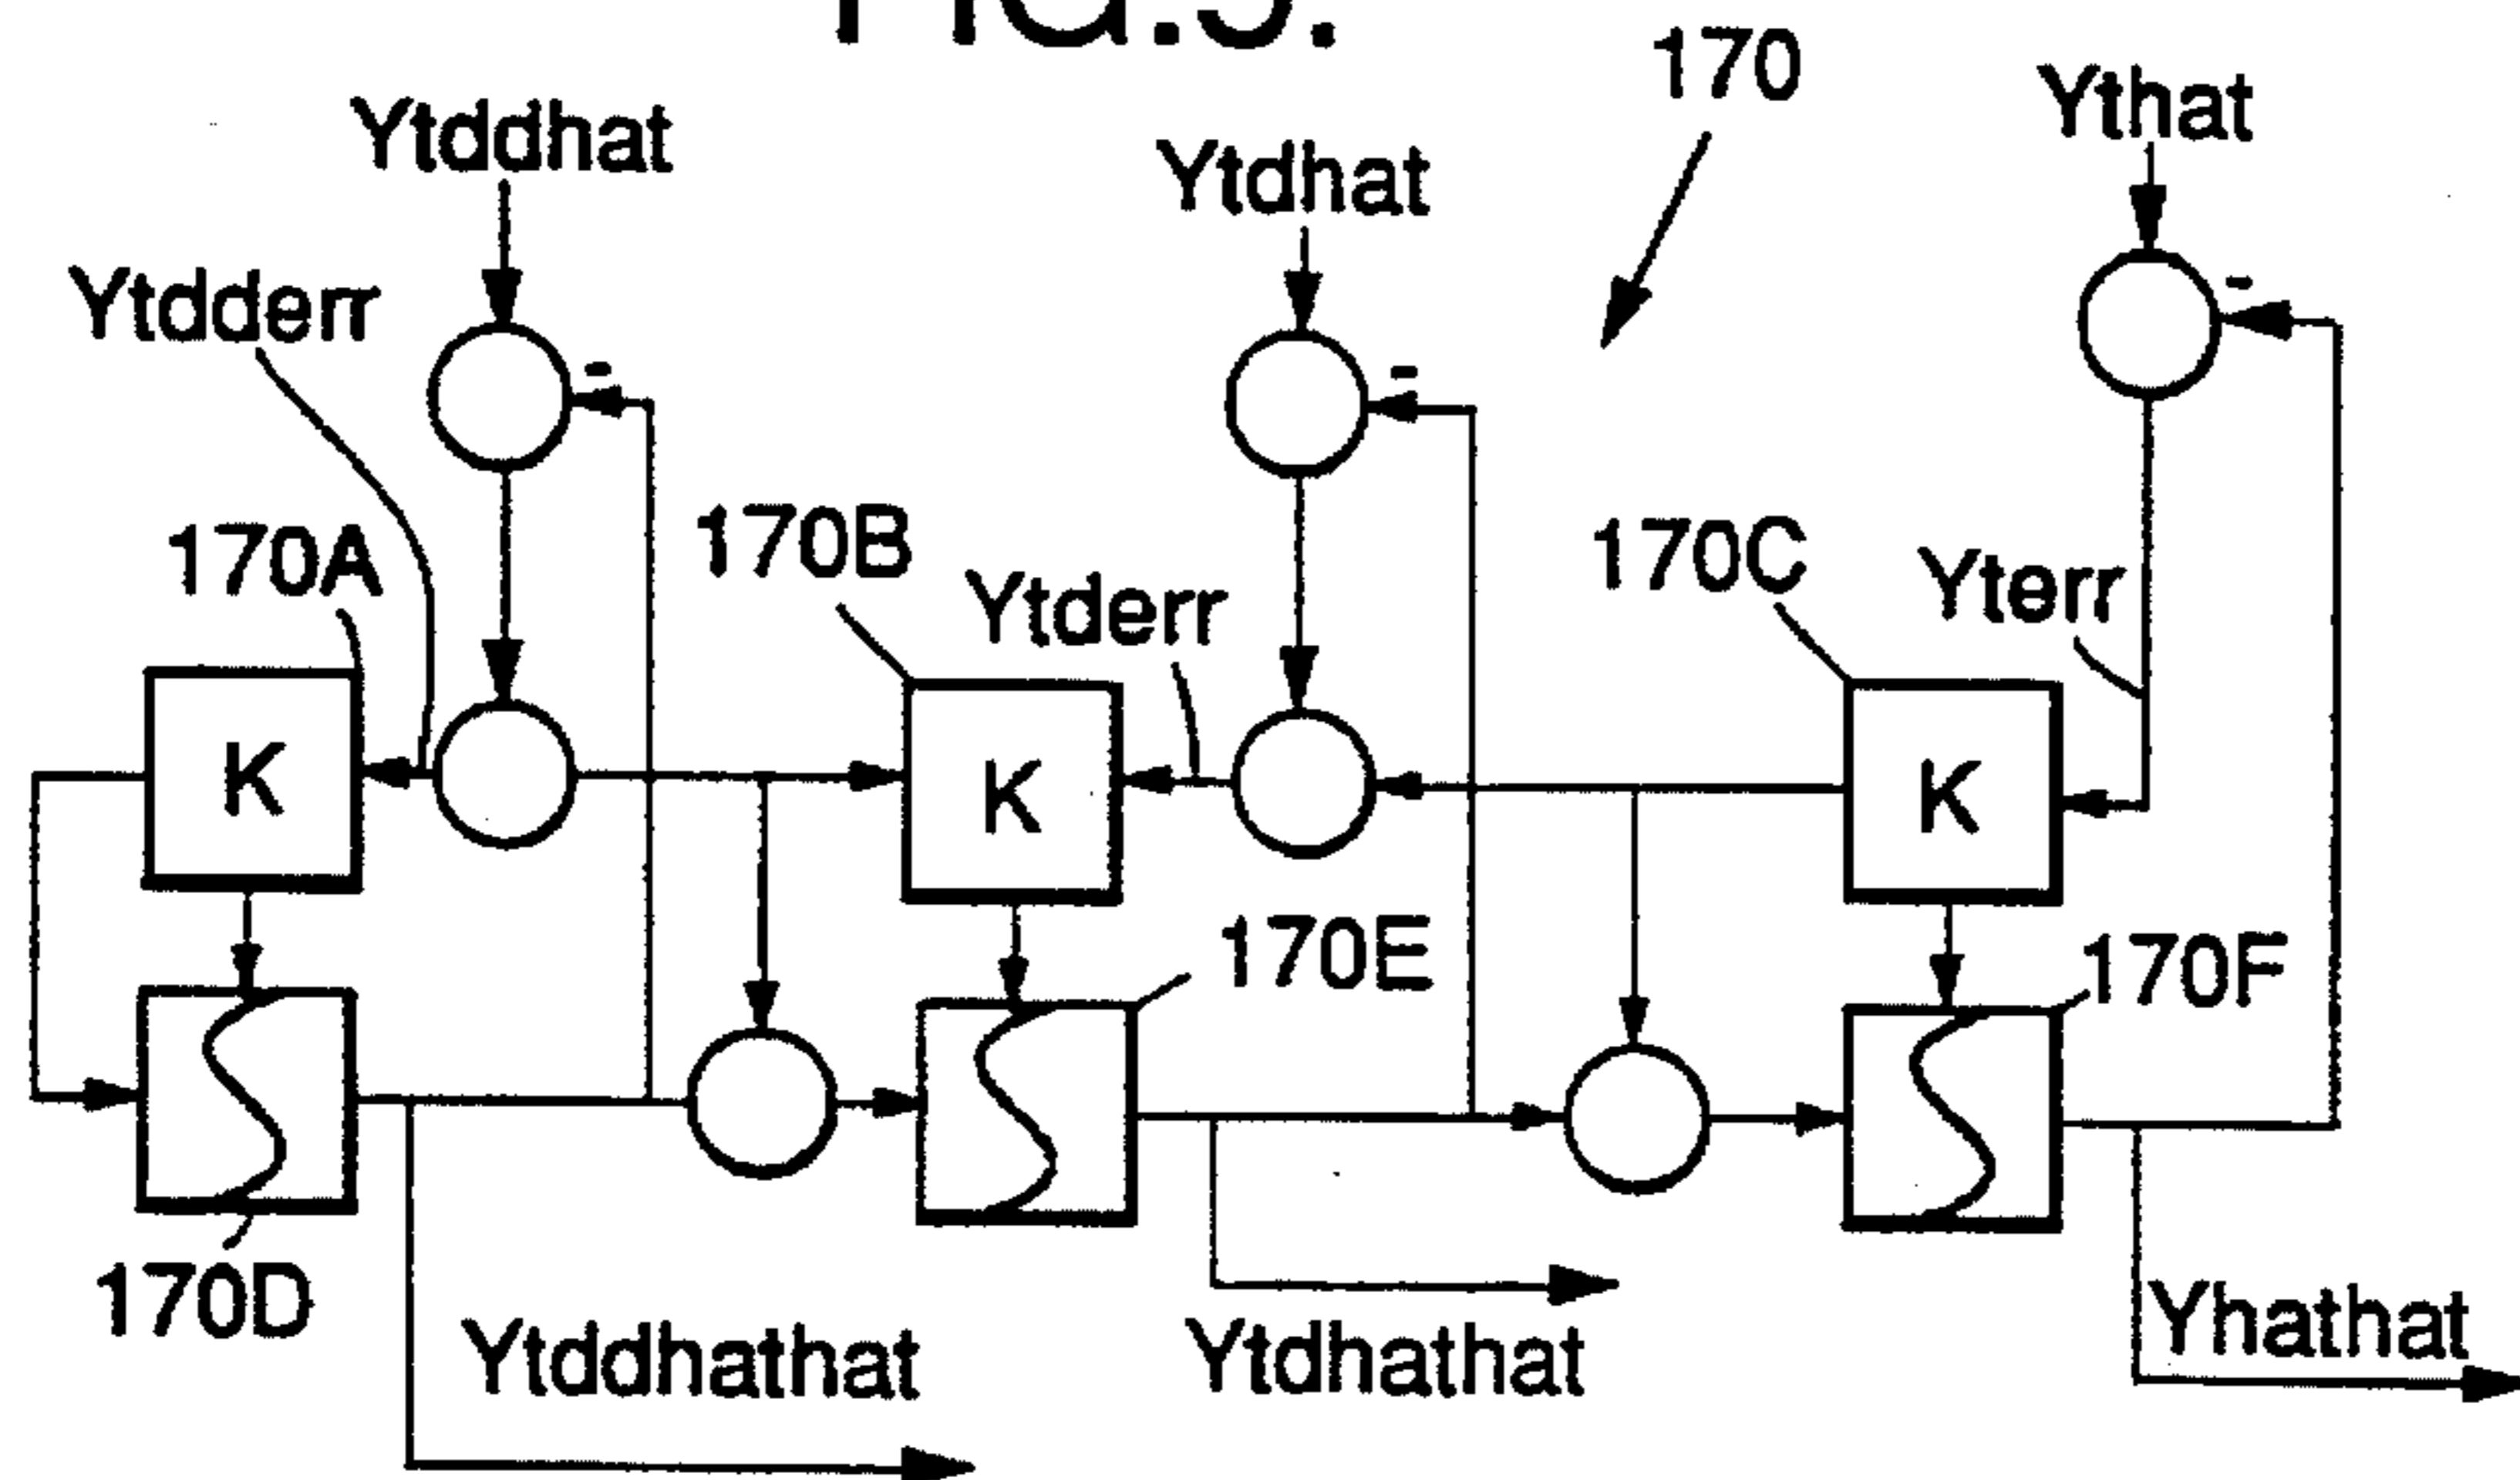 FIG.5.
170
Ythat
Ytddhat
Ytdhat
Ytdderr
170A
170B
170C
Yterr
Ytderr
K
K
K
170E
170F
170D
Ytddhathat
Ytdhathat
Yhathat
-
-
-